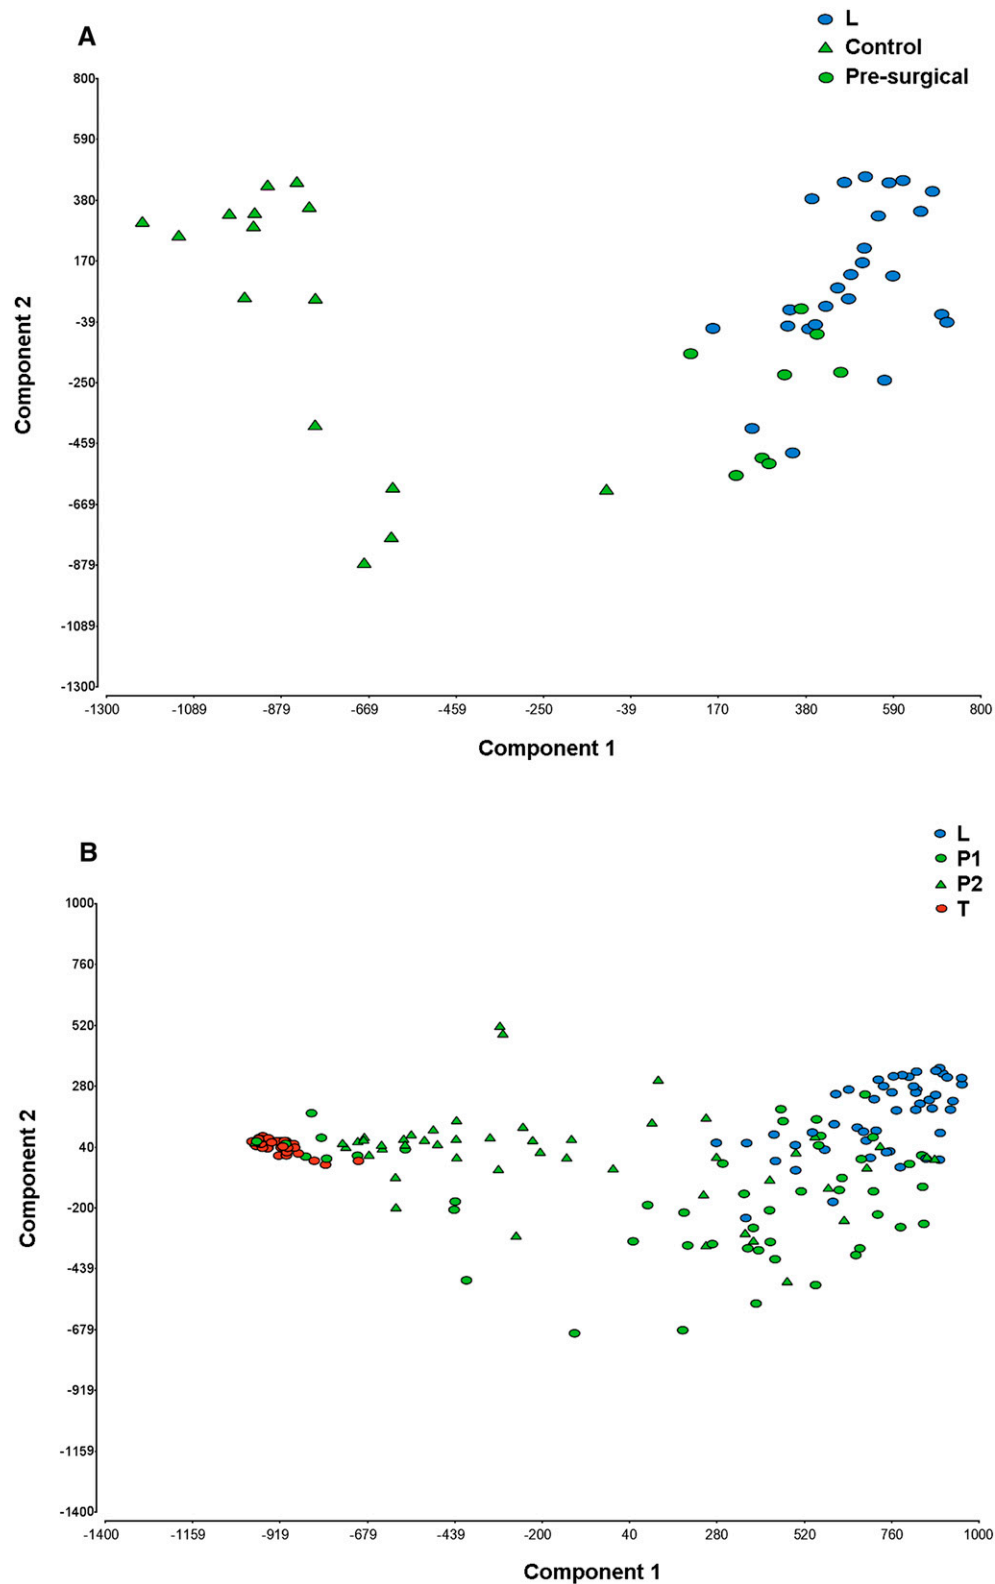 A
L
Control
Pre-surgical
800
590
380
170
-39
-250
-459
-669
-879
-1089
-1300
Component 2
-1300 -1089 -879 -669 -459 -250 -39 170 380 590 800
Component 1
B
L
P1
P2
T
1000
760
520
280
40
-200
-439
-679
-919
-1159
-1400
Component 2
-1400 -1159 -919 -679 -439 -200 40 280 520 760 1000
Component 1